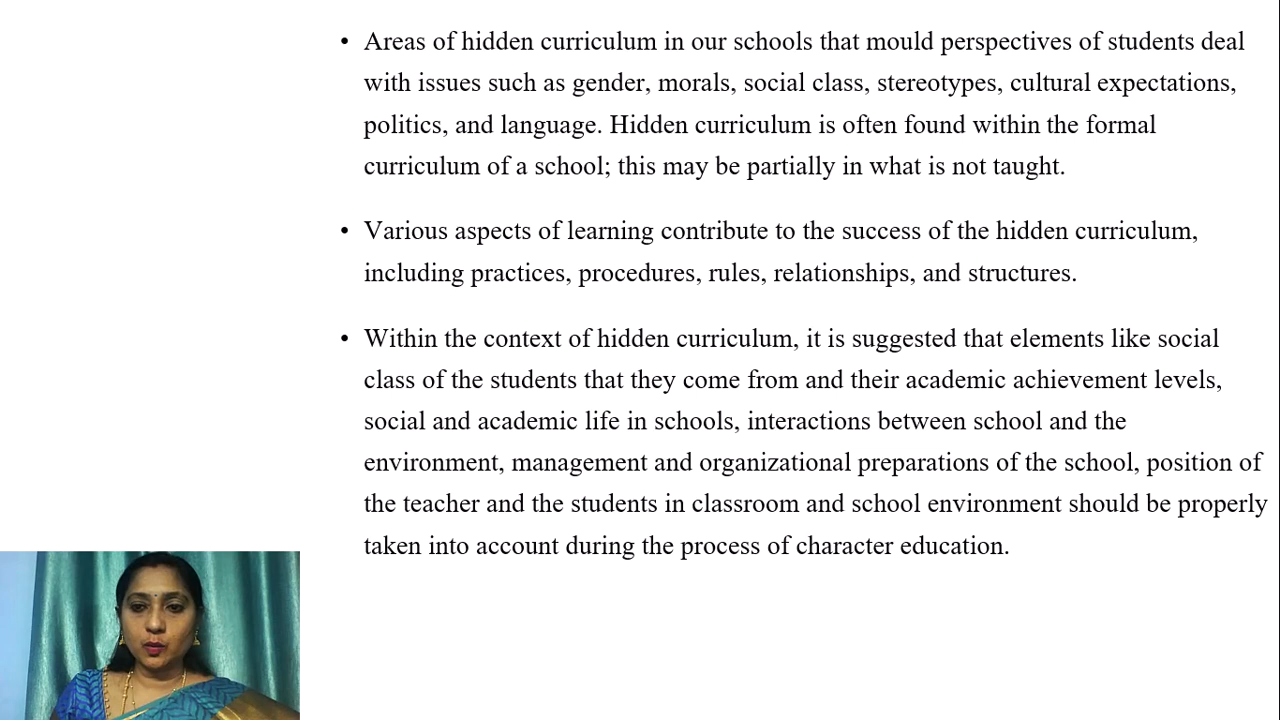 • Areas of hidden curriculum in our schools that mould perspectives of students deal
with issues such as gender, morals, social class, stereotypes, cultural expectations,
politics, and language. Hidden curriculum is often found within the formal
curriculum of a school; this may be partially in what is not taught.
• Various aspects of learning contribute to the success of the hidden curriculum,
including practices, procedures, rules, relationships, and structures.
• Within the context of hidden curriculum, it is suggested that elements like social
class of the students that they come from and their academic achievement levels,
social and academic life in schools, interactions between school and the
environment, management and organizational preparations of the school, position of
the teacher and the students in classroom and school environment should be properly
taken into account during the process of character education.